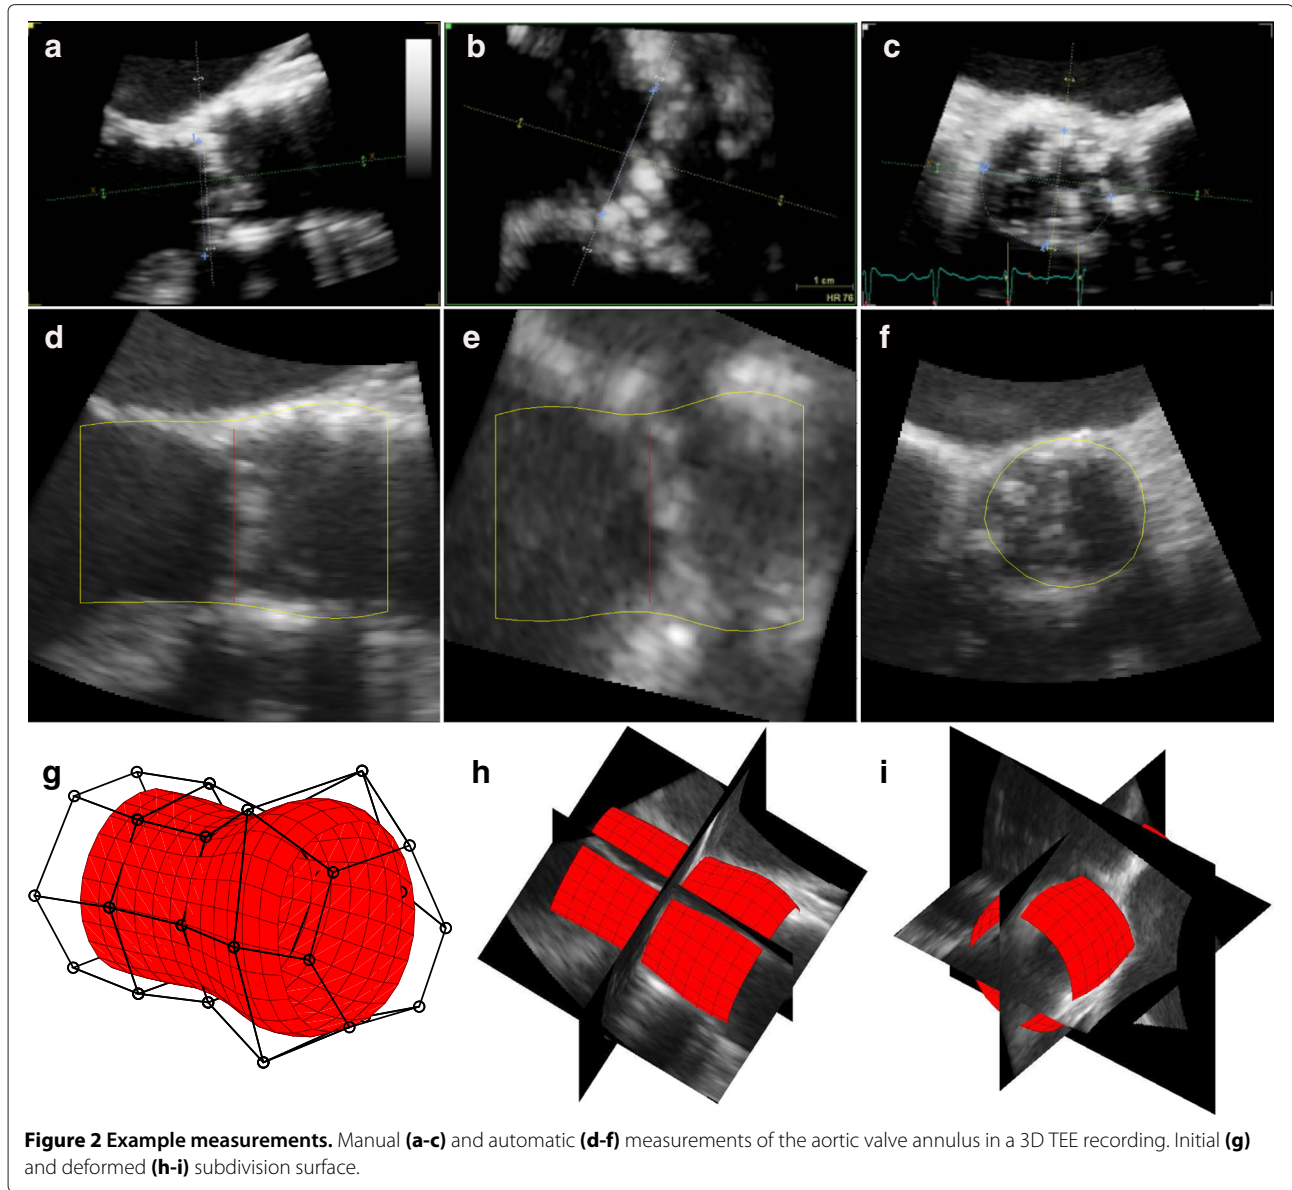 a
b
c
x
x
x
x
1 cm
HR 76
d
e
f
g
h
i
Figure 2 Example measurements. Manual (a-c) and automatic (d-f) measurements of the aortic valve annulus in a 3D TEE recording. Initial (g)
and deformed (h-i) subdivision surface.